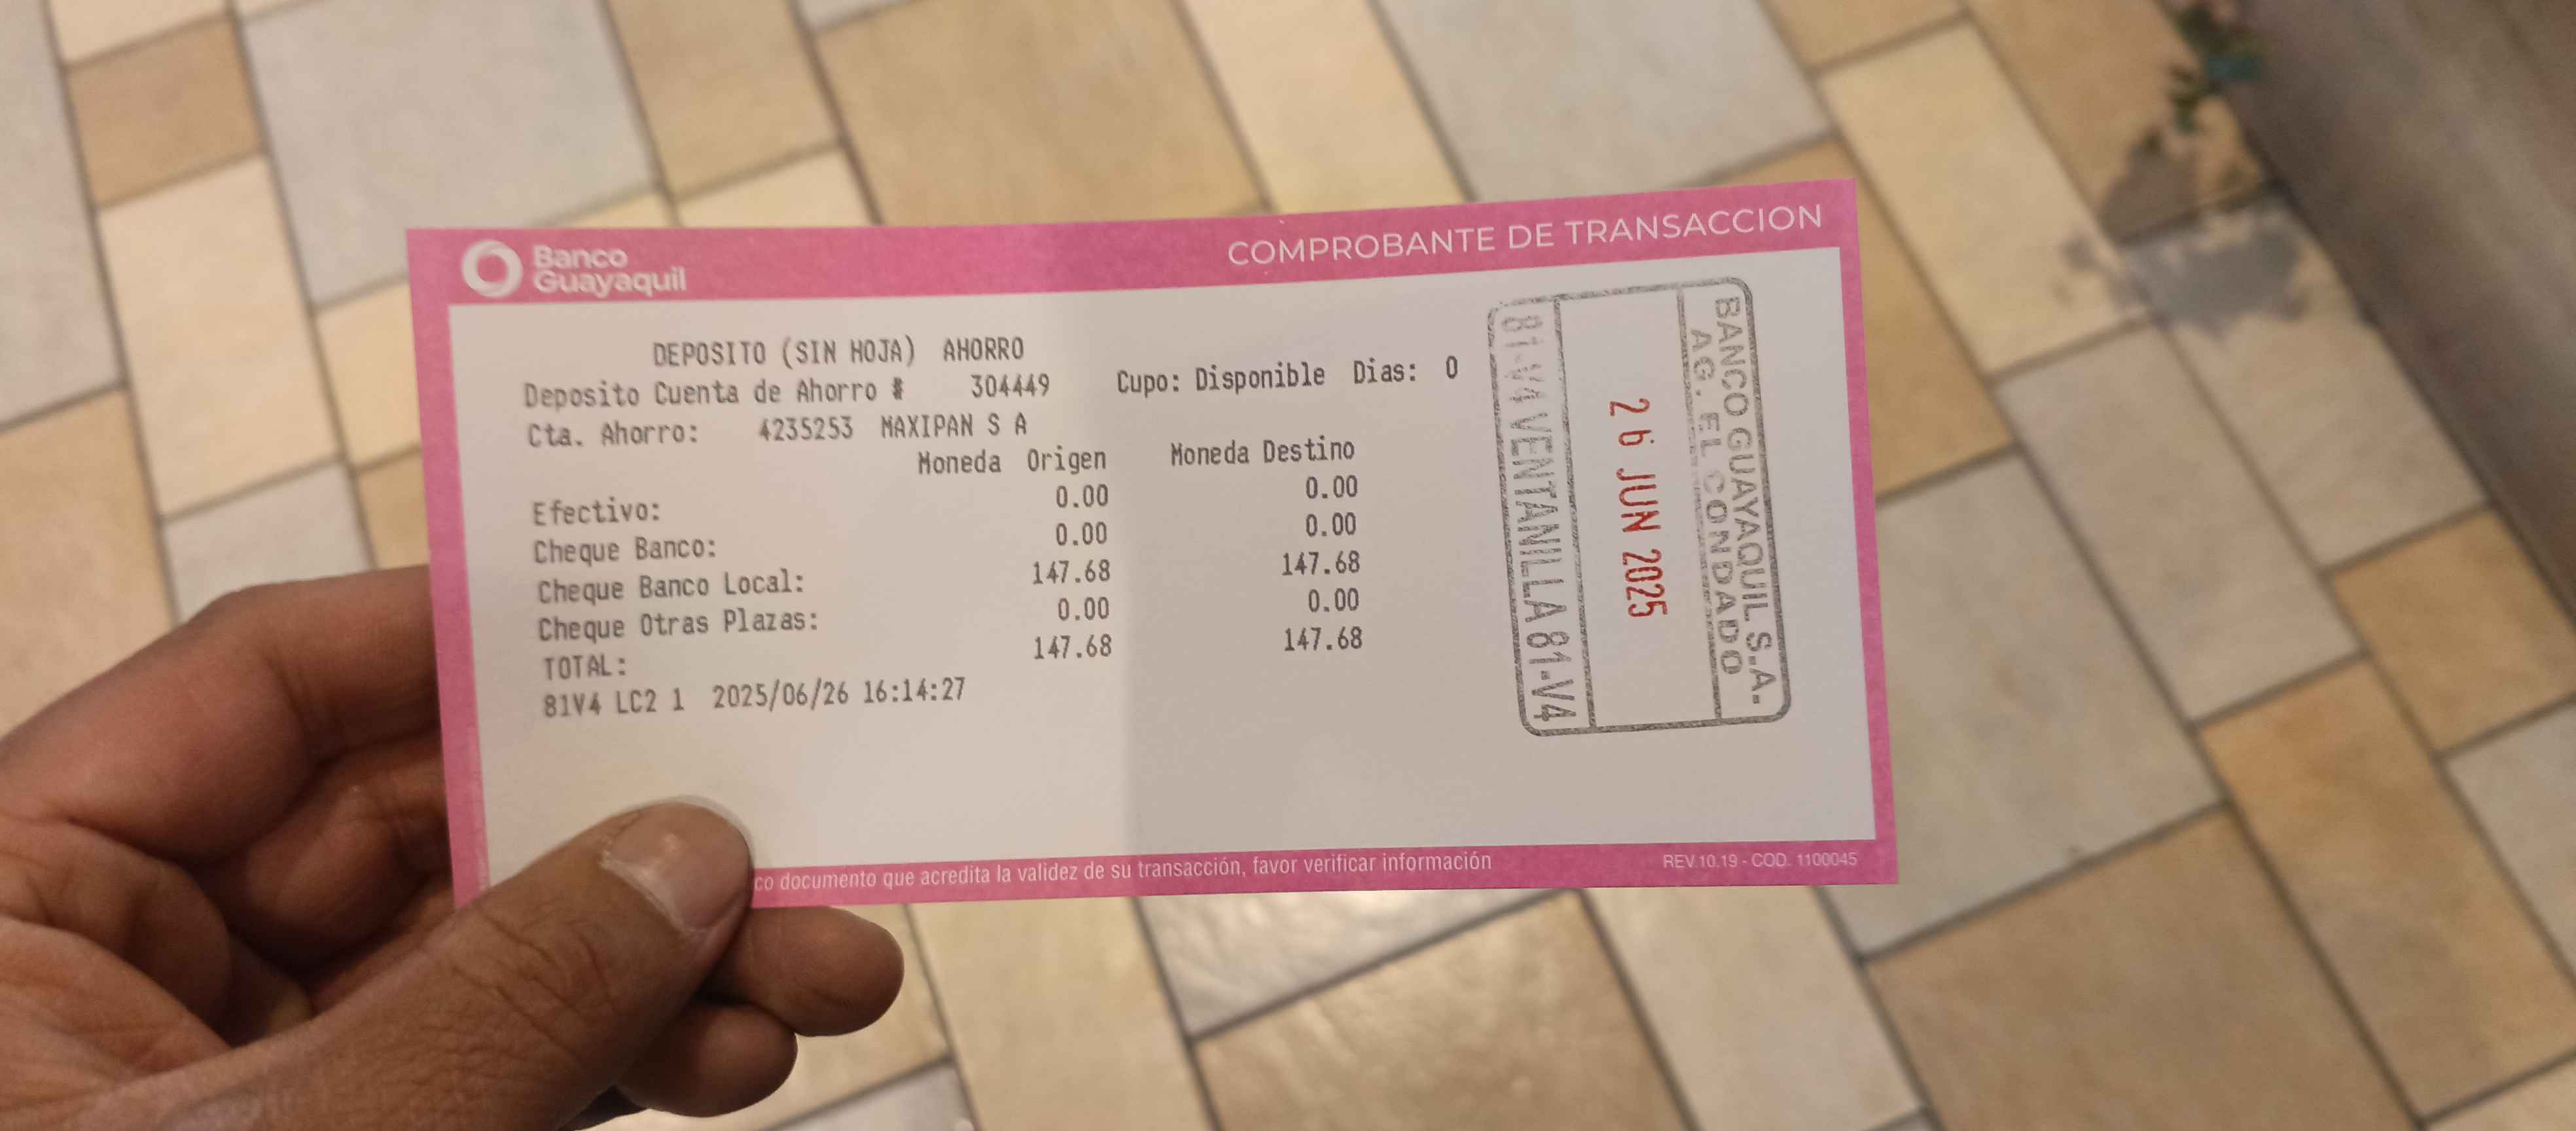 Banco
Guayaquil
COMPROBANTE DE TRANSACCION
DEPOSITO (SIN HOJA) AHORRO
Deposito Cuenta de Ahorro # 304449 Cupo: Disponible Dias: 0
Cta. Ahorro: 4235253 MAXIPAN S A
Moneda Origen Moneda Destino
Efectivo: 0.00 0.00
Cheque Banco: 0.00 0.00
Cheque Banco Local: 147.68 147.68
Cheque Otras Plazas: 0.00 0.00
TOTAL: 147.68 147.68
81V4 LC2 1 2025/06/26 16:14:27
BANCO GUAYAQUIL S.A.
AG. EL CONDADO
26 JUN 2025
81-V4 VENTANILLA 81-V4
co documento que acredita la validez de su transacción, favor verificar información
REV.10.19 - COD. 1100045